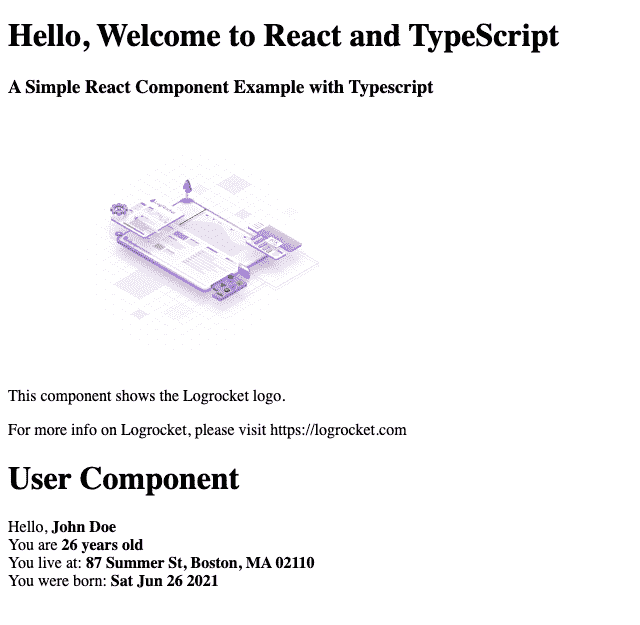 Hello, Welcome to React and TypeScript
A Simple React Component Example with Typescript
This component shows the Logrocket logo.
For more info on Logrocket, please visit https://logrocket.com
User Component
Hello, John Doe
You are 26 years old
You live at: 87 Summer St, Boston, MA 02110
You were born: Sat Jun 26 2021